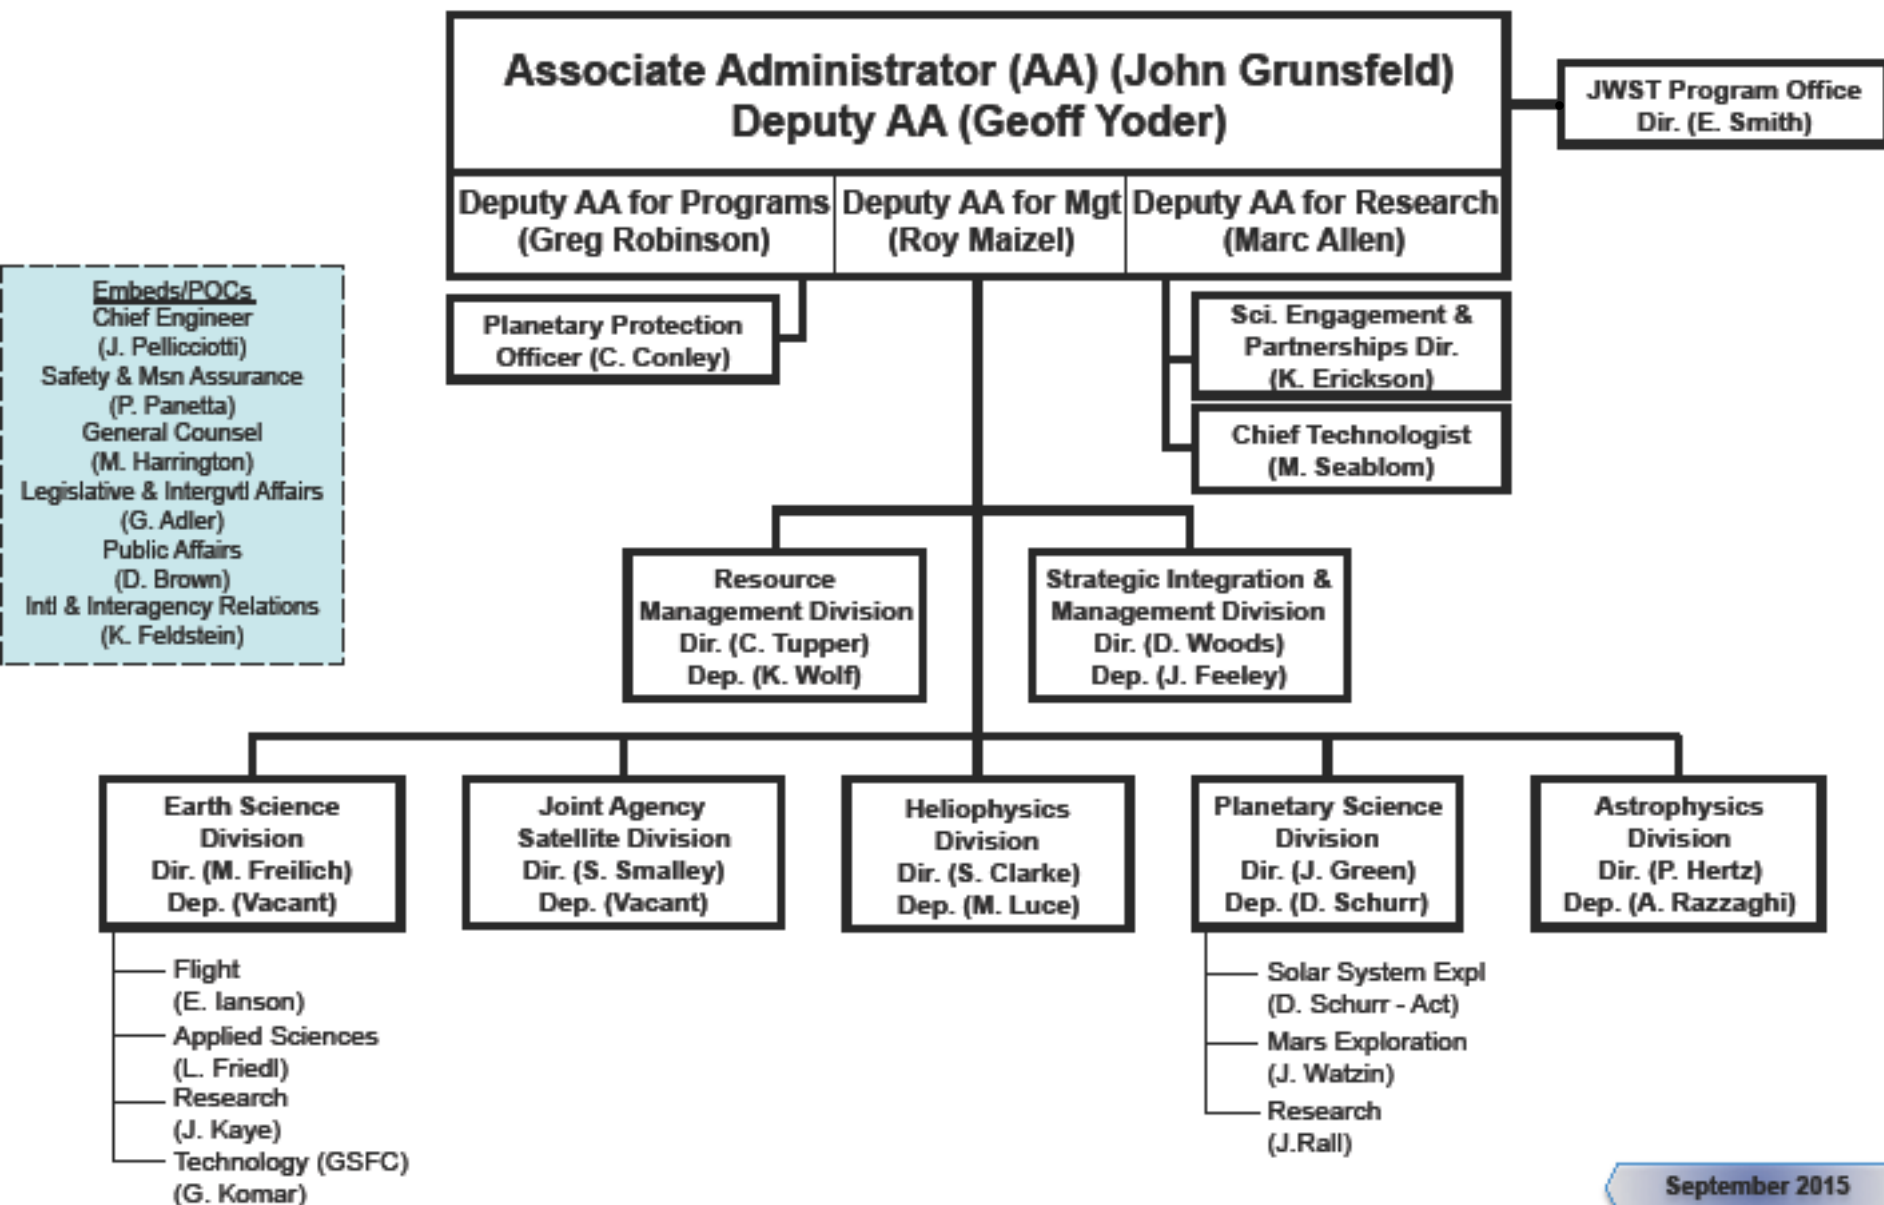 Associate Administrator (AA) (John Grunsfeld)
Deputy AA (Geoff Yoder)
JWST Program Office
Dir. (E. Smith)
Deputy AA for Programs
(Greg Robinson)
Deputy AA for Mgt
(Roy Maizel)
Deputy AA for Research
(Marc Allen)
Embeds/POCs
Chief Engineer
(J. Pellicciotti)
Safety & Msn Assurance
(P. Panetta)
General Counsel
(M. Harrington)
Legislative & Intergvtl Affairs
(G. Adler)
Public Affairs
(D. Brown)
Intl & Interagency Relations
(K. Feldstein)
Planetary Protection
Officer (C. Conley)
Sci. Engagement &
Partnerships Dir.
(K. Erickson)
Chief Technologist
(M. Seablom)
Resource
Management Division
Dir. (C. Tupper)
Dep. (K. Wolf)
Strategic Integration &
Management Division
Dir. (D. Woods)
Dep. (J. Feeley)
Earth Science
Division
Dir. (M. Freilich)
Dep. (Vacant)
Joint Agency
Satellite Division
Dir. (S. Smalley)
Dep. (Vacant)
Heliophysics
Division
Dir. (S. Clarke)
Dep. (M. Luce)
Planetary Science
Division
Dir. (J. Green)
Dep. (D. Schurr)
Astrophysics
Division
Dir. (P. Hertz)
Dep. (A. Razzaghi)
Flight
(E. Ianson)
Applied Sciences
(L. Friedl)
Research
(J. Kaye)
Technology (GSFC)
(G. Komar)
Solar System Expl
(D. Schurr - Act)
Mars Exploration
(J. Watzin)
Research
(J.Rall)
September 2015